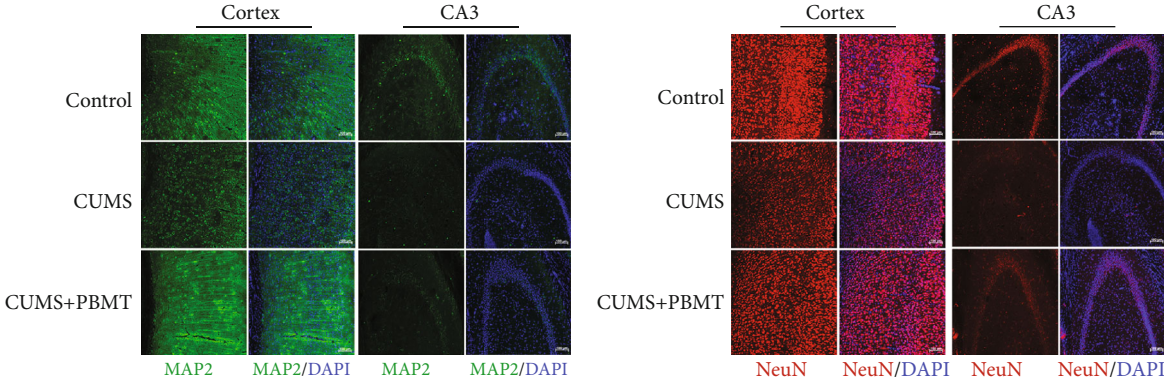 Cortex CA3
Control
CUMS
CUMS+PBMT
MAP2 MAP2/DAPI MAP2 MAP2/DAPI
Cortex CA3
Control
CUMS
CUMS+PBMT
NeuN NeuN/DAPI NeuN NeuN/DAPI